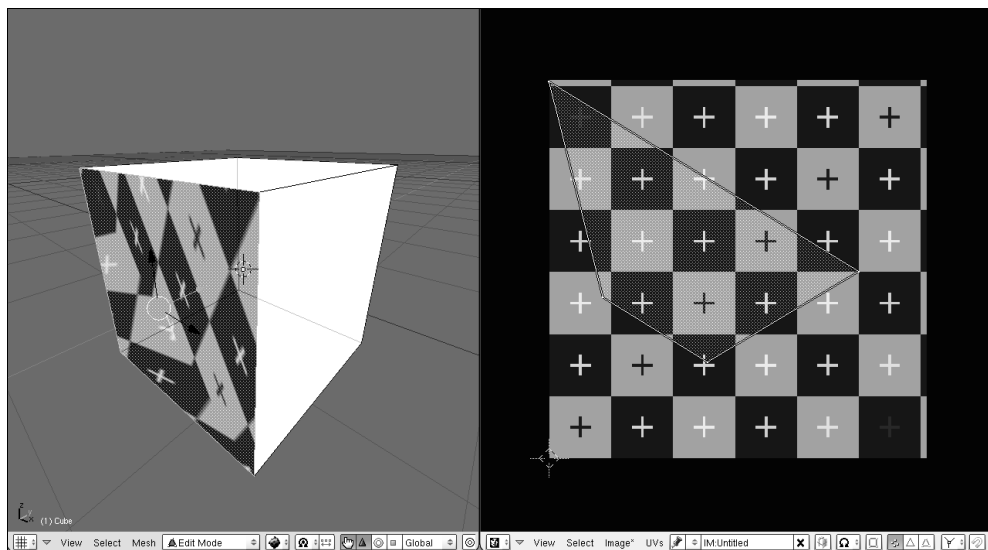 z
y
x
(1) Cube
View Select Mesh Edit Mode Global
View Select Image* UVs IM:Untitled X